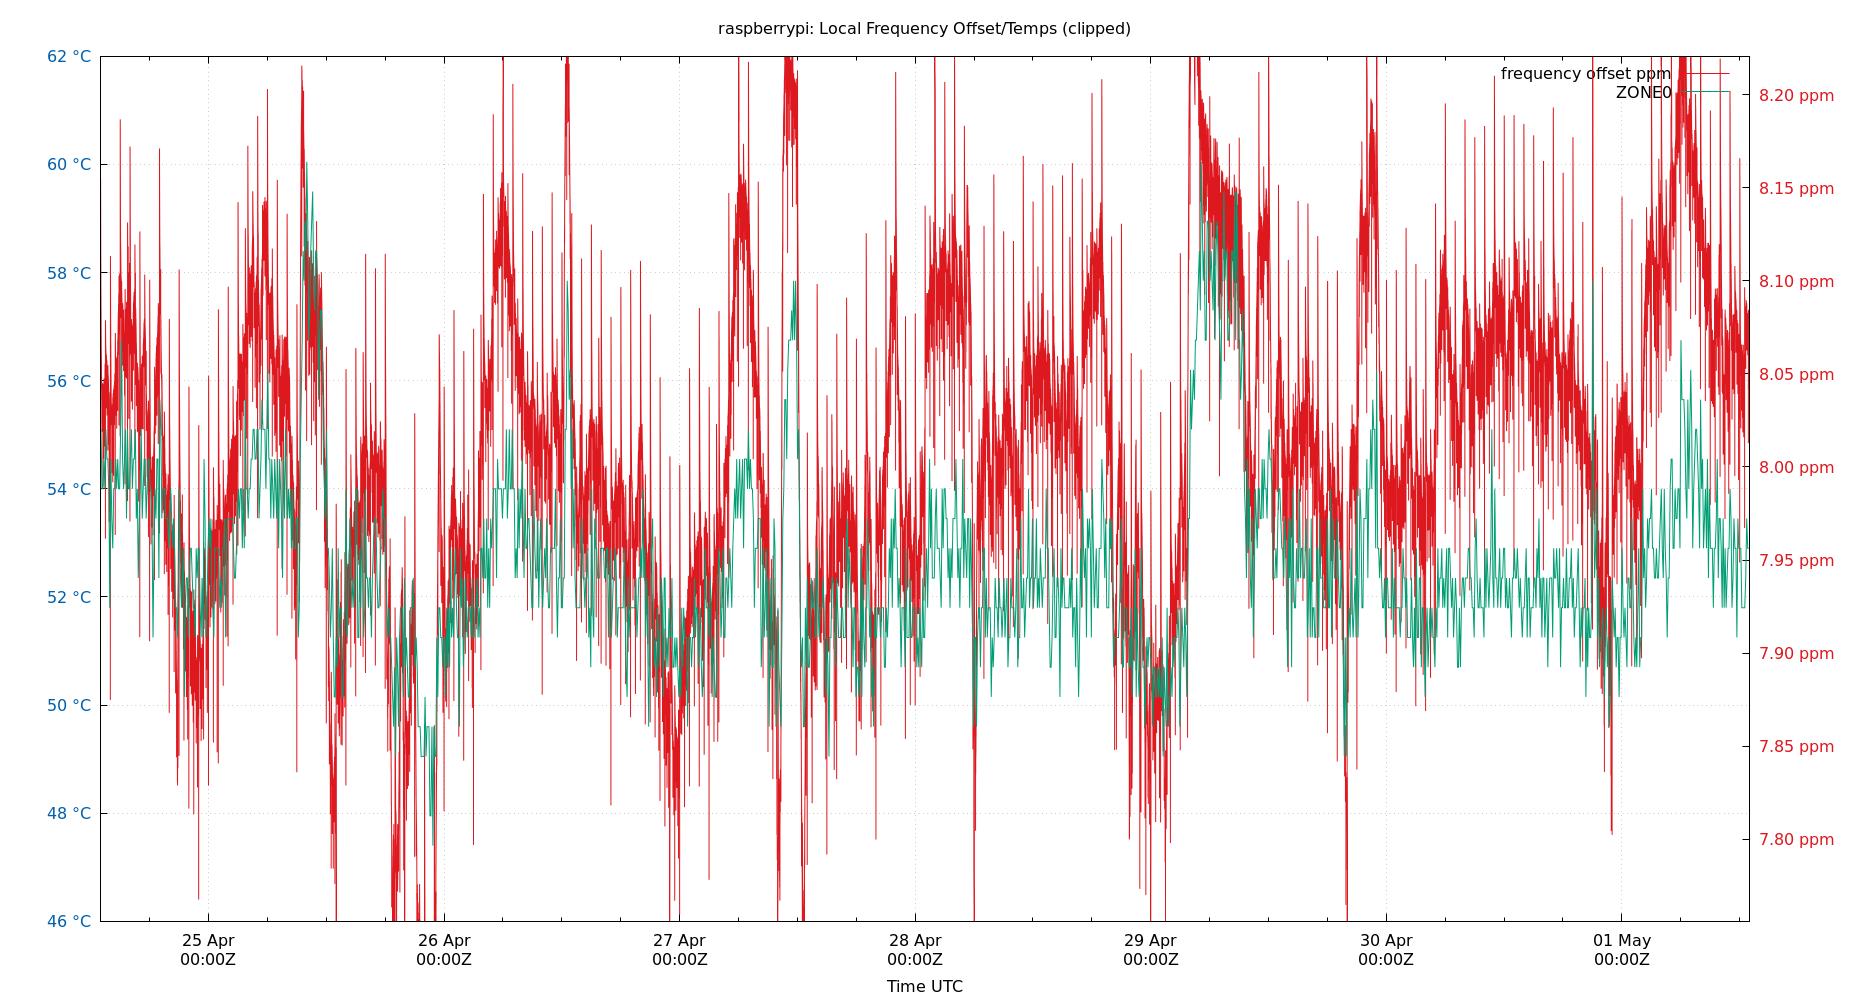 raspberrypi: Local Frequency Offset/Temps (clipped)
62 °C
60 °C
58 °C
56 °C
54 °C
52 °C
50 °C
48 °C
46 °C
frequency offset ppm
ZONE0
8.20 ppm
8.15 ppm
8.10 ppm
8.05 ppm
8.00 ppm
7.95 ppm
7.90 ppm
7.85 ppm
7.80 ppm
25 Apr
00:00Z
26 Apr
00:00Z
27 Apr
00:00Z
28 Apr
00:00Z
29 Apr
00:00Z
30 Apr
00:00Z
01 May
00:00Z
Time UTC